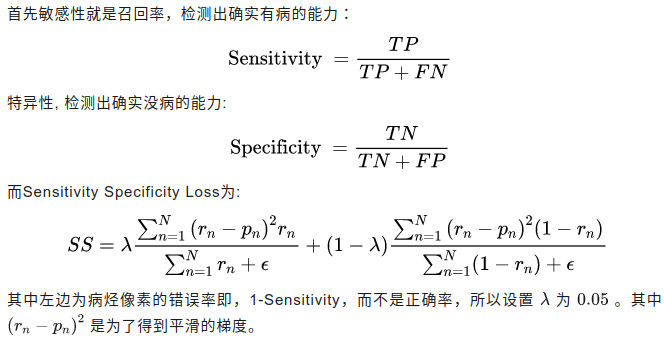 首先敏感性就是召回率，检测出确实有病的能力：
Sensitivity = \frac{TP}{TP + FN}
特异性, 检测出确实没病的能力:
Specificity = \frac{TN}{TN + FP}
而Sensitivity Specificity Loss为:
SS = \lambda \frac{\sum_{n=1}^{N} (r_n - p_n)^2 r_n}{\sum_{n=1}^{N} r_n + \epsilon} + (1 - \lambda) \frac{\sum_{n=1}^{N} (r_n - p_n)^2 (1 - r_n)}{\sum_{n=1}^{N} (1 - r_n) + \epsilon}
其中左边为病烃像素的错误率即，1-Sensitivity，而不是正确率，所以设置 λ 为 0.05 。其中
(r_n - p_n)^2 是为了得到平滑的梯度。